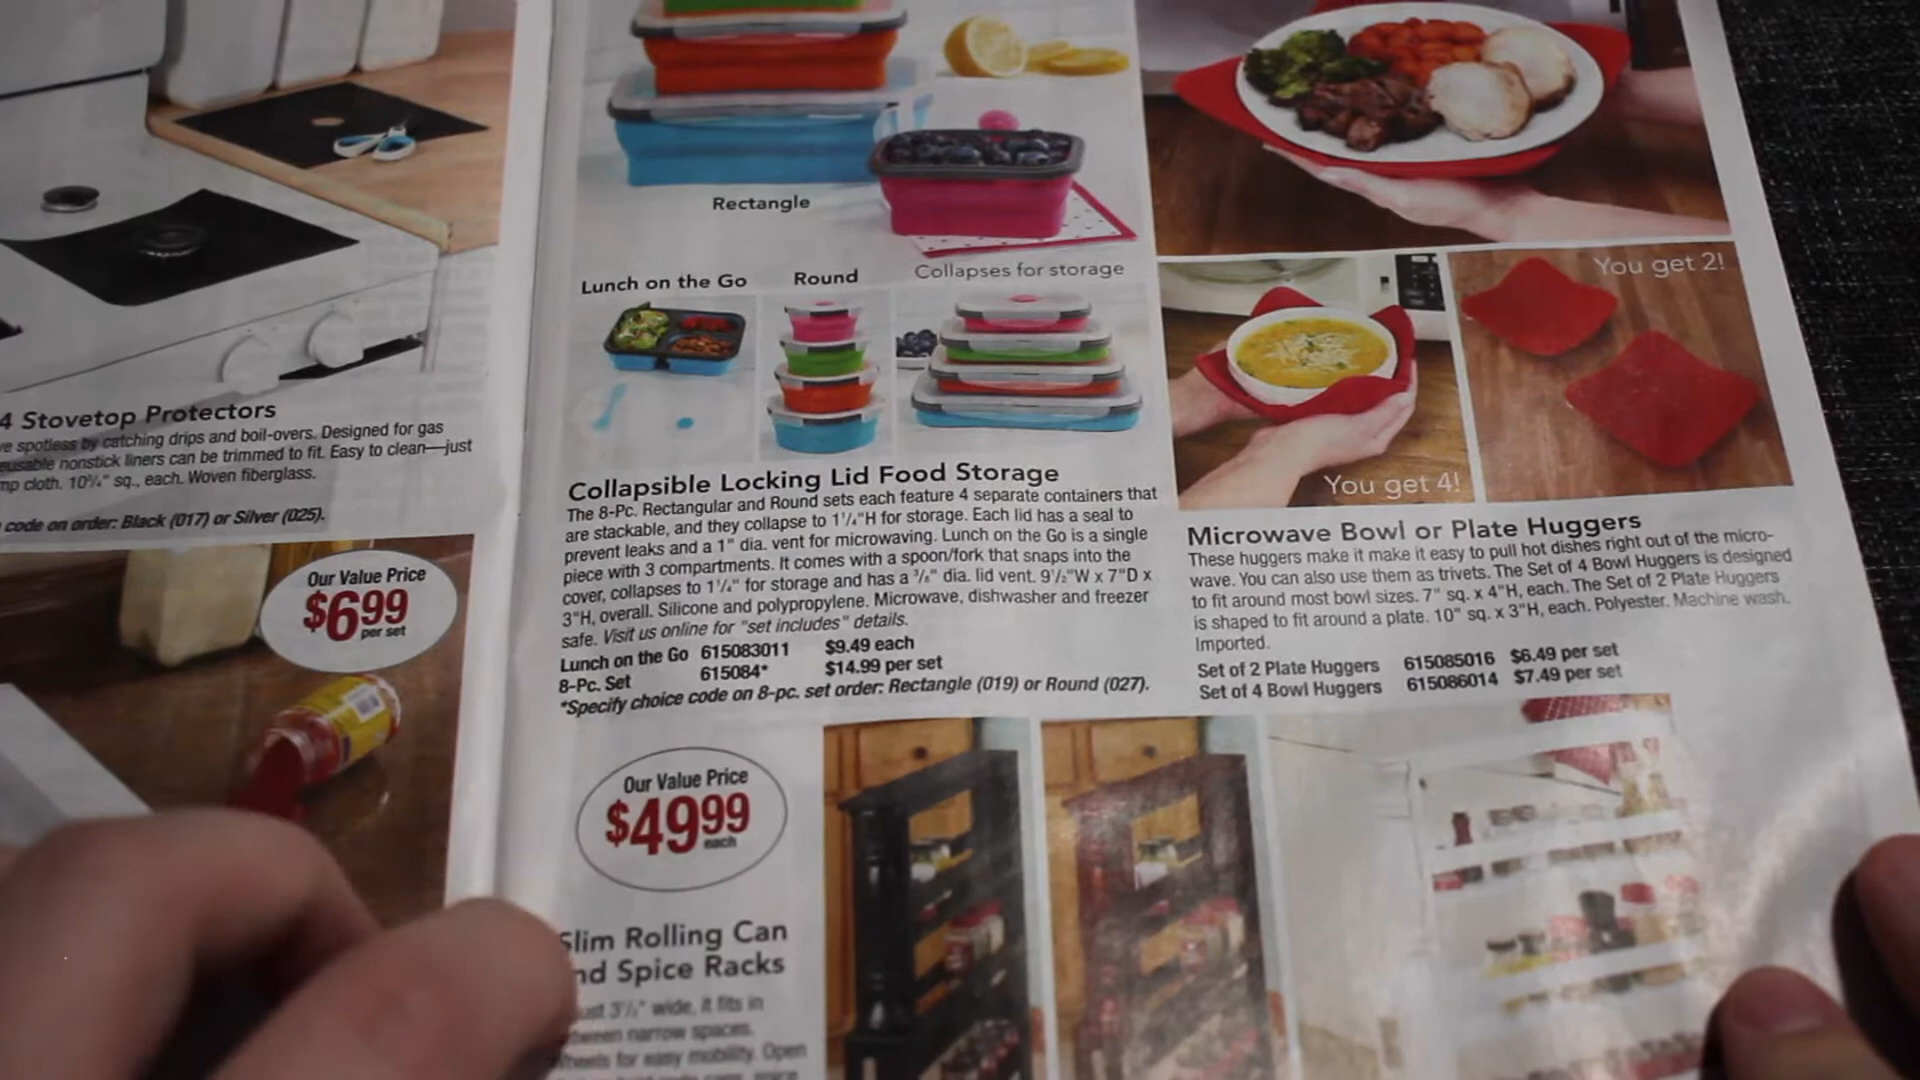 4 Stovetop Protectors
spotless by catching drips and boil-overs. Designed for gas
reusable nonstick liners can be trimmed to fit. Easy to clean—just
cloth. 10¾" sq., each. Woven fiberglass.
code on order: Black (017) or Silver (025).
Our Value Price
$6.99
per set
Rectangle
Lunch on the Go
Round
Collapses for storage
Collapsible Locking Lid Food Storage
The 8-Pc. Rectangular and Round sets each feature 4 separate containers that
are stackable, and they collapse to 1¼"H for storage. Each lid has a seal to
prevent leaks and a 1" dia. vent for microwaving. Lunch on the Go is a single
piece with 3 compartments. It comes with a spoon/fork that snaps into the
cover, collapses to 1¼" for storage and has a dia. lid vent. 9½"W x 7"D x
3"H, overall. Silicone and polypropylene. Microwave, dishwasher and freezer
safe. Visit us online for "set includes" details.
Lunch on the Go 615083011 $9.49 each
8-Pc. Set 615084* $14.99 per set
*Specify choice code on 8-pc. set order: Rectangle (019) or Round (027).
You get 4!
You get 2!
Microwave Bowl or Plate Huggers
These huggers make it make it easy to pull hot dishes right out of the micro-
wave. You can also use them as trivets. The Set of 4 Bowl Huggers is designed
to fit around most bowl sizes. 7" sq. x 4"H, each. The Set of 2 Plate Huggers
is shaped to fit around a plate. 10" sq. x 3"H, each. Polyester. Machine wash.
Imported.
Set of 2 Plate Huggers 615085016 $6.49 per set
Set of 4 Bowl Huggers 615086014 $7.49 per set
Our Value Price
$49.99
each
Slim Rolling Can
nd Spice Racks
ust 3½" wide, it fits in
tween narrow spaces.
heels for easy mobility. Open